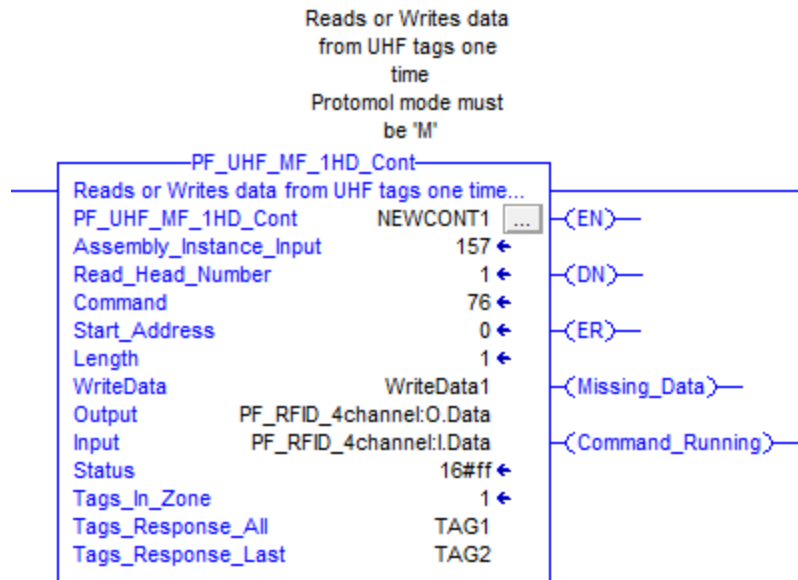 Reads or Writes data
from UHF tags one
time
Protomol mode must
be 'M'
PF_UHF_MF_1HD_Cont
Reads or Writes data from UHF tags one time...
PF_UHF_MF_1HD_Cont NEWCONT1 ... (EN)
Assembly_Instance_Input 157
Read_Head_Number 1 (DN)
Command 76
Start_Address 0 (ER)
Length 1
WriteData WriteData1 (Missing_Data)
Output PF_RFID_4channel:O.Data
Input PF_RFID_4channel:I.Data (Command_Running)
Status 16#ff
Tags_In_Zone 1
Tags_Response_All TAG1
Tags_Response_Last TAG2